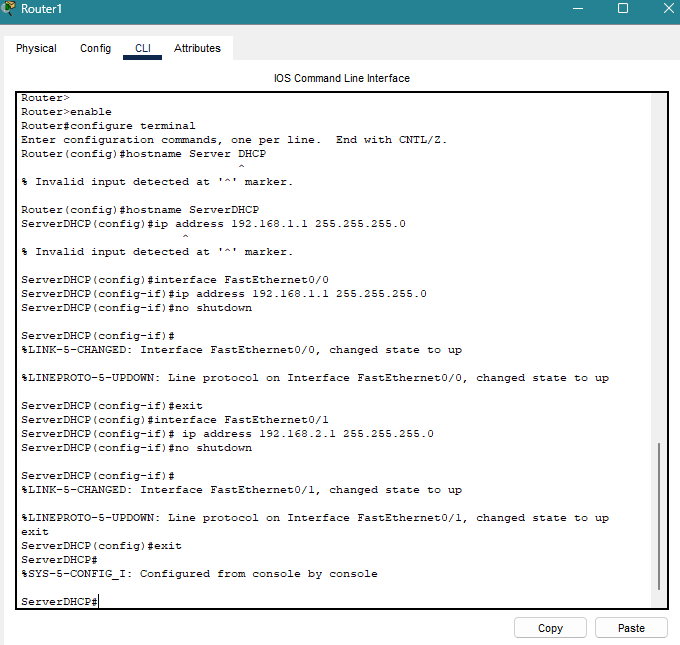 Router1
Physical Config CLI Attributes
IOS Command Line Interface
Router>
Router>enable
Router#configure terminal
Enter configuration commands, one per line.  End with CNTL/Z.
Router(config)#hostname Server DHCP
^
% Invalid input detected at '^' marker.
Router(config)#hostname ServerDHCP
ServerDHCP(config)#ip address 192.168.1.1 255.255.255.0
^
% Invalid input detected at '^' marker.
ServerDHCP(config)#interface FastEthernet0/0
ServerDHCP(config-if)#ip address 192.168.1.1 255.255.255.0
ServerDHCP(config-if)#no shutdown
ServerDHCP(config-if)#
%LINK-5-CHANGED: Interface FastEthernet0/0, changed state to up
%LINEPROTO-5-UPDOWN: Line protocol on Interface FastEthernet0/0, changed state to up
ServerDHCP(config-if)#exit
ServerDHCP(config)#interface FastEthernet0/1
ServerDHCP(config-if)# ip address 192.168.2.1 255.255.255.0
ServerDHCP(config-if)#no shutdown
ServerDHCP(config-if)#
%LINK-5-CHANGED: Interface FastEthernet0/1, changed state to up
%LINEPROTO-5-UPDOWN: Line protocol on Interface FastEthernet0/1, changed state to up
exit
ServerDHCP(config)#exit
ServerDHCP#
%SYS-5-CONFIG_I: Configured from console by console
ServerDHCP#
Copy Paste